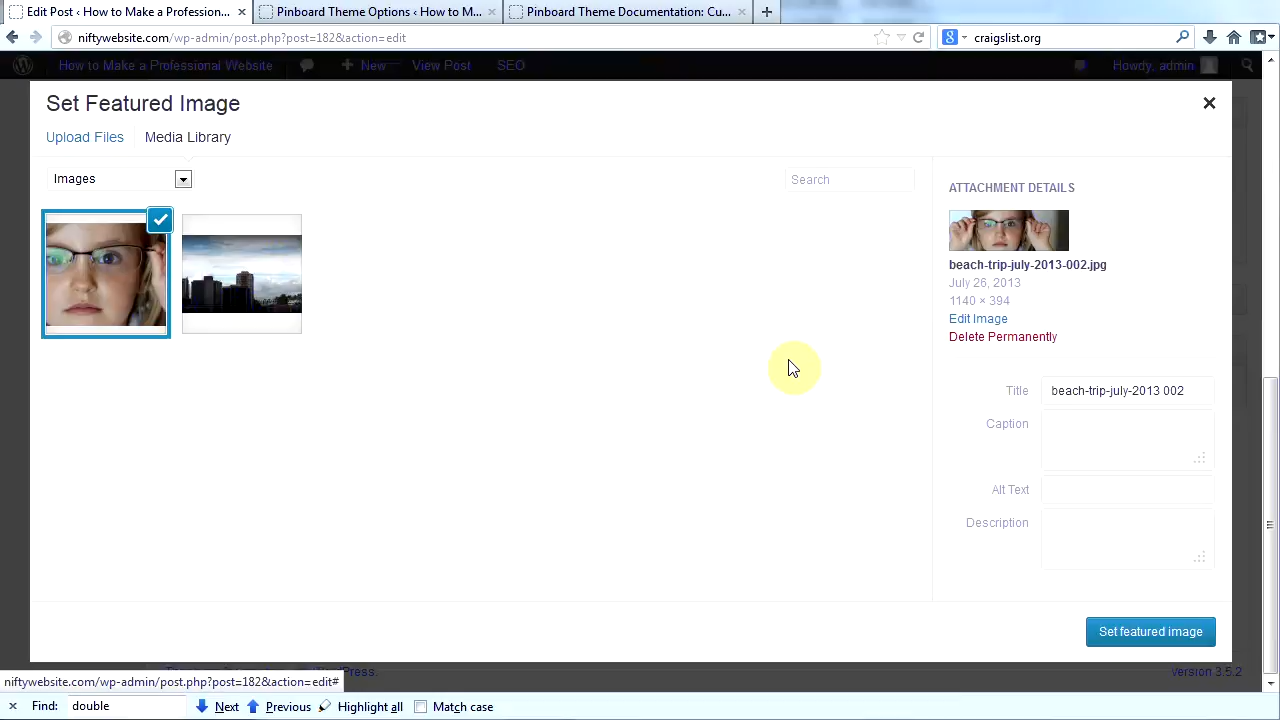 Edit Post ‹ How to Make a Profession... × Pinboard Theme Options ‹ How to M... × Pinboard Theme Documentation: Cu... × +
niftywebsite.com/wp-admin/post.php?post=182&action=edit craigslist.org
How to Make a Professional Website + New View Post SEO Howdy, admin
Set Featured Image
Upload Files Media Library
Images Search
ATTACHMENT DETAILS
beach-trip-july-2013-002.jpg
July 26, 2013
1140 × 394
Edit Image
Delete Permanently
Title beach-trip-july-2013 002
Caption
Alt Text
Description
Set featured image
Version 3.5.2
niftywebsite.com/wp-admin/post.php?post=182&action=edit#
× Find: double Next Previous Highlight all Match case